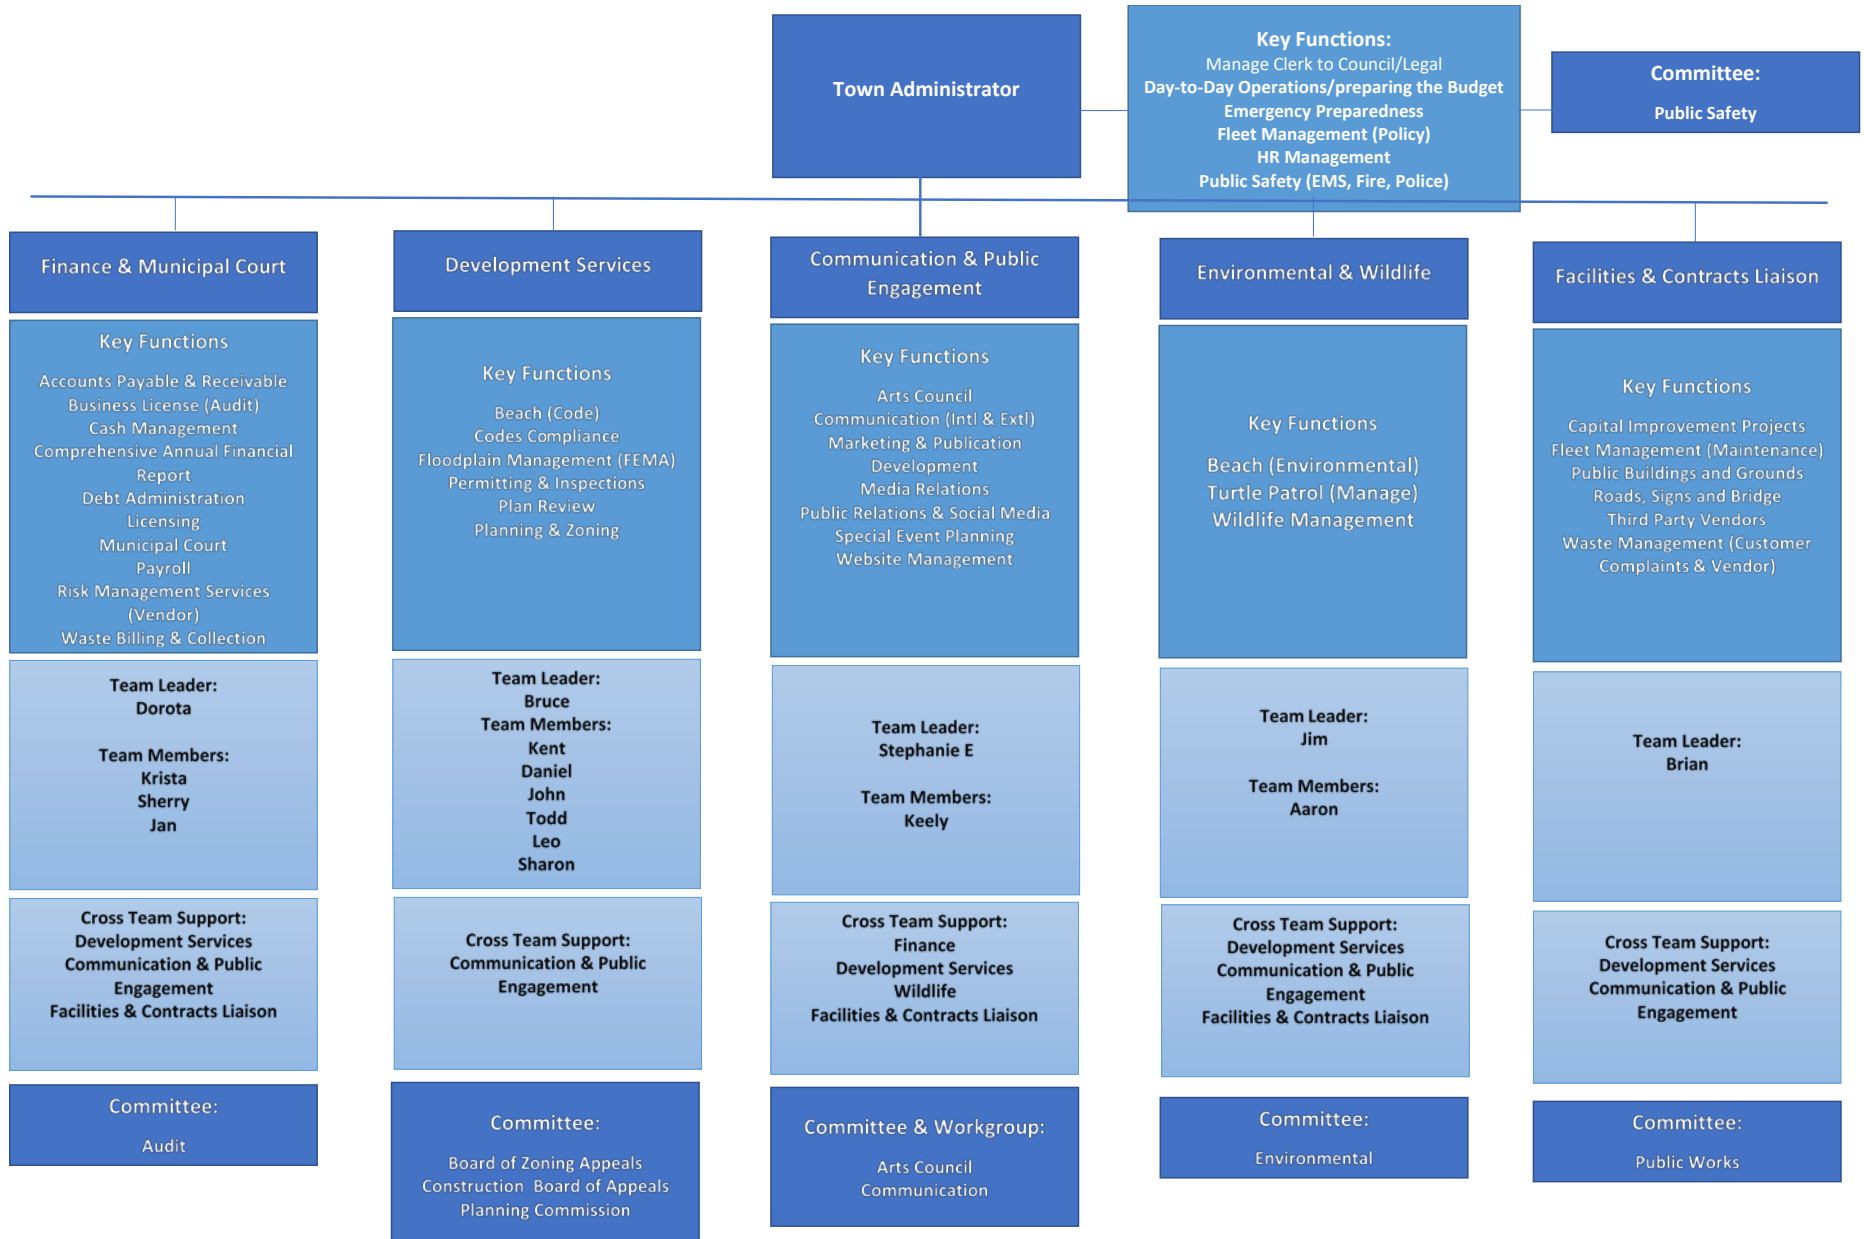 Town Administrator
Key Functions:
Manage Clerk to Council/Legal
Day-to-Day Operations/preparing the Budget
Emergency Preparedness
Fleet Management (Policy)
HR Management
Public Safety (EMS, Fire, Police)
Committee:
Public Safety
Finance & Municipal Court
Key Functions
Accounts Payable & Receivable
Business License (Audit)
Cash Management
Comprehensive Annual Financial
Report
Debt Administration
Licensing
Municipal Court
Payroll
Risk Management Services
(Vendor)
Waste Billing & Collection
Team Leader:
Dorota
Team Members:
Krista
Sherry
Jan
Cross Team Support:
Development Services
Communication & Public
Engagement
Facilities & Contracts Liaison
Committee:
Audit
Development Services
Key Functions
Beach (Code)
Codes Compliance
Floodplain Management (FEMA)
Permitting & Inspections
Plan Review
Planning & Zoning
Team Leader:
Bruce
Team Members:
Kent
Daniel
John
Todd
Leo
Sharon
Cross Team Support:
Communication & Public
Engagement
Committee:
Board of Zoning Appeals
Construction Board of Appeals
Planning Commission
Communication & Public
Engagement
Key Functions
Arts Council
Communication (Intl & Extl)
Marketing & Publication
Development
Media Relations
Public Relations & Social Media
Special Event Planning
Website Management
Team Leader:
Stephanie E
Team Members:
Keely
Cross Team Support:
Finance
Development Services
Wildlife
Facilities & Contracts Liaison
Committee & Workgroup:
Arts Council
Communication
Environmental & Wildlife
Key Functions
Beach (Environmental)
Turtle Patrol (Manage)
Wildlife Management
Team Leader:
Jim
Team Members:
Aaron
Cross Team Support:
Development Services
Communication & Public
Engagement
Facilities & Contracts Liaison
Committee:
Environmental
Facilities & Contracts Liaison
Key Functions
Capital Improvement Projects
Fleet Management (Maintenance)
Public Buildings and Grounds
Roads, Signs and Bridge
Third Party Vendors
Waste Management (Customer
Complaints & Vendor)
Team Leader:
Brian
Cross Team Support:
Development Services
Communication & Public
Engagement
Committee:
Public Works